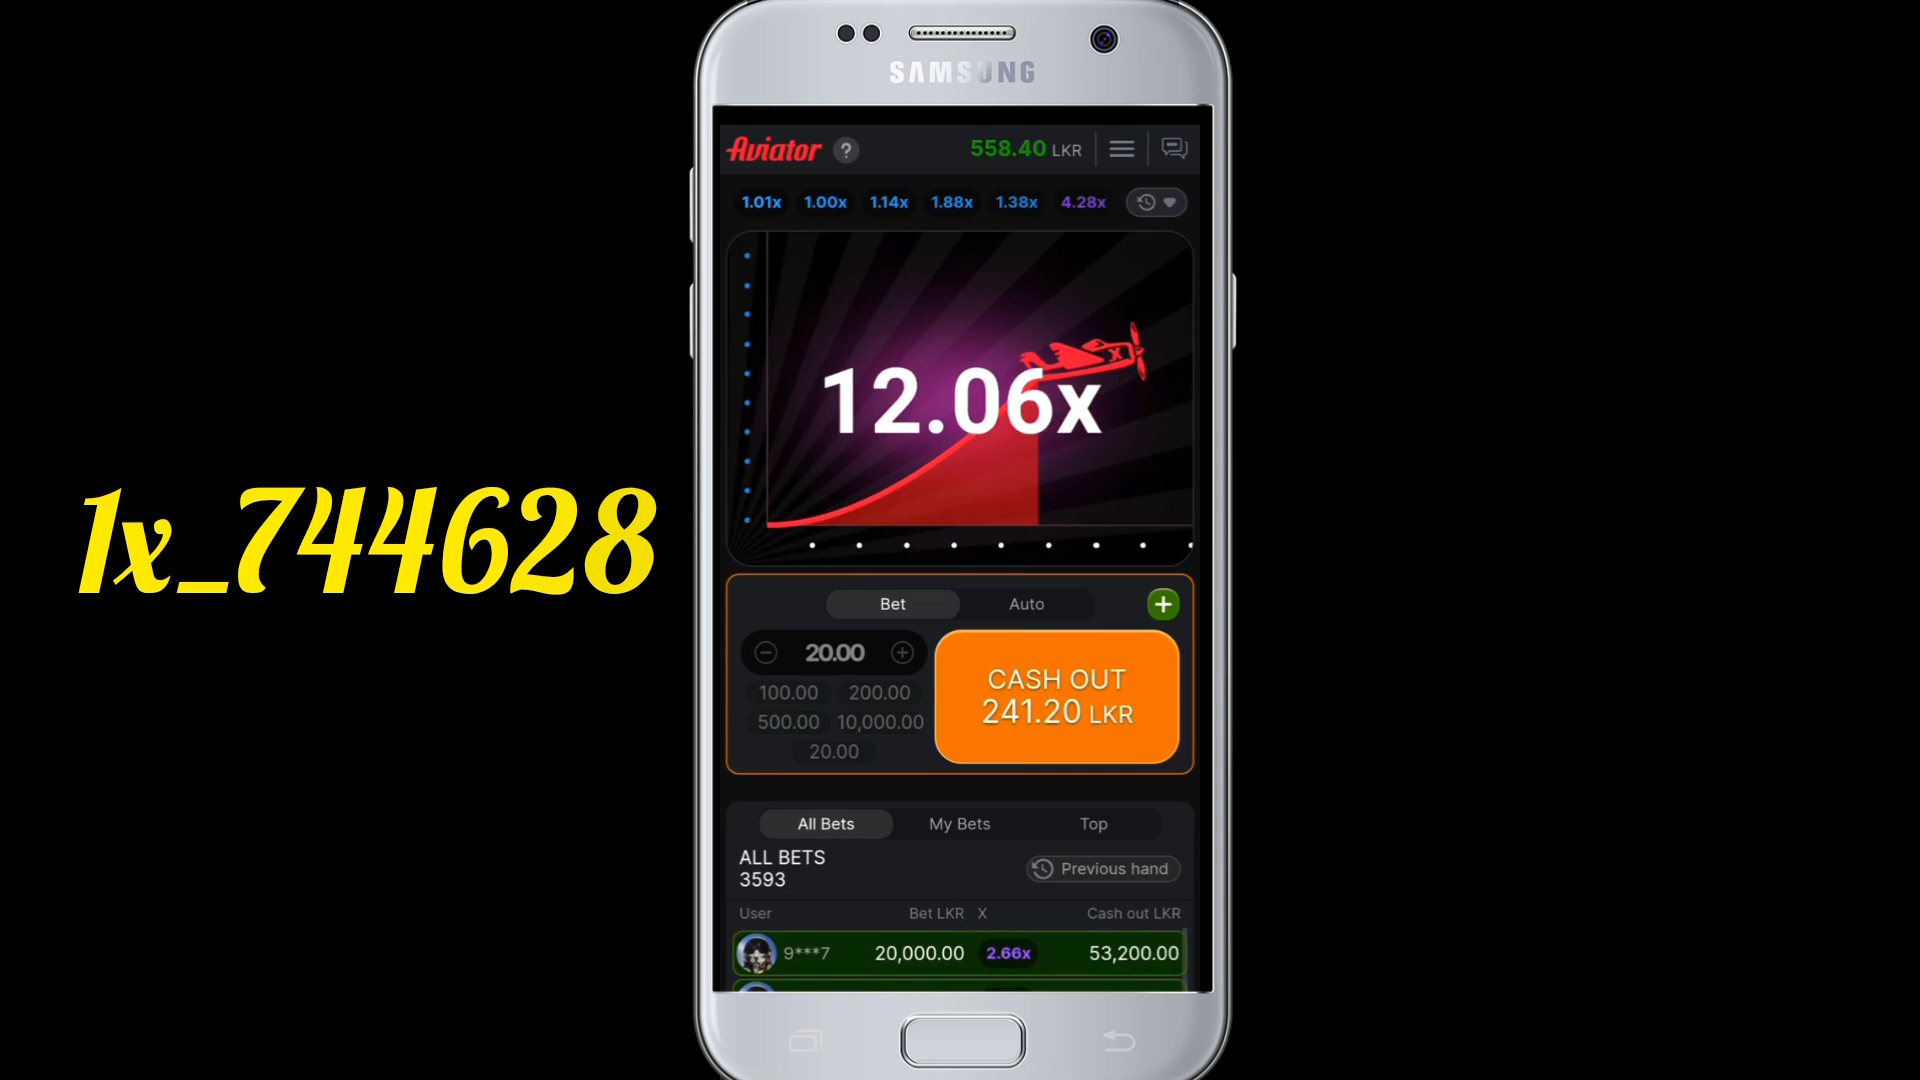 SAMSUNG
Aviator ? 558.40 LKR
1.01x 1.00x 1.14x 1.88x 1.38x 4.28x
X
12.06x
1x_744628
Bet Auto +
20.00
100.00 200.00
500.00 10,000.00
20.00
CASH OUT
241.20 LKR
All Bets My Bets Top
ALL BETS
3593
Previous hand
User Bet LKR X Cash out LKR
9***7 20,000.00 2.66x 53,200.00